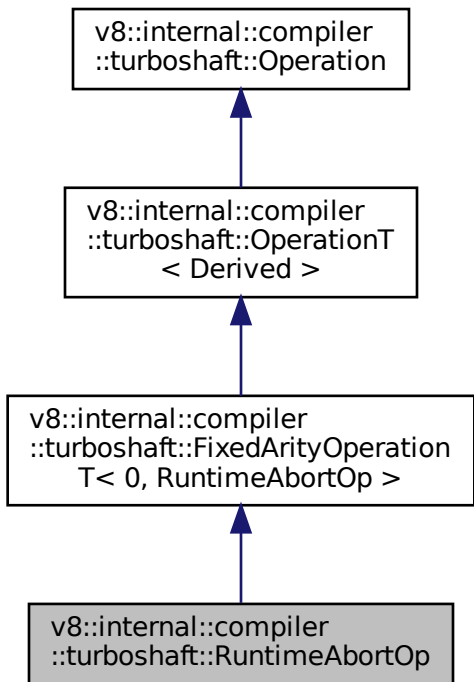 v8::internal::compiler
::turboshaft::Operation
v8::internal::compiler
::turboshaft::OperationT
< Derived >
v8::internal::compiler
::turboshaft::FixedArityOperation
T< 0, RuntimeAbortOp >
v8::internal::compiler
::turboshaft::RuntimeAbortOp